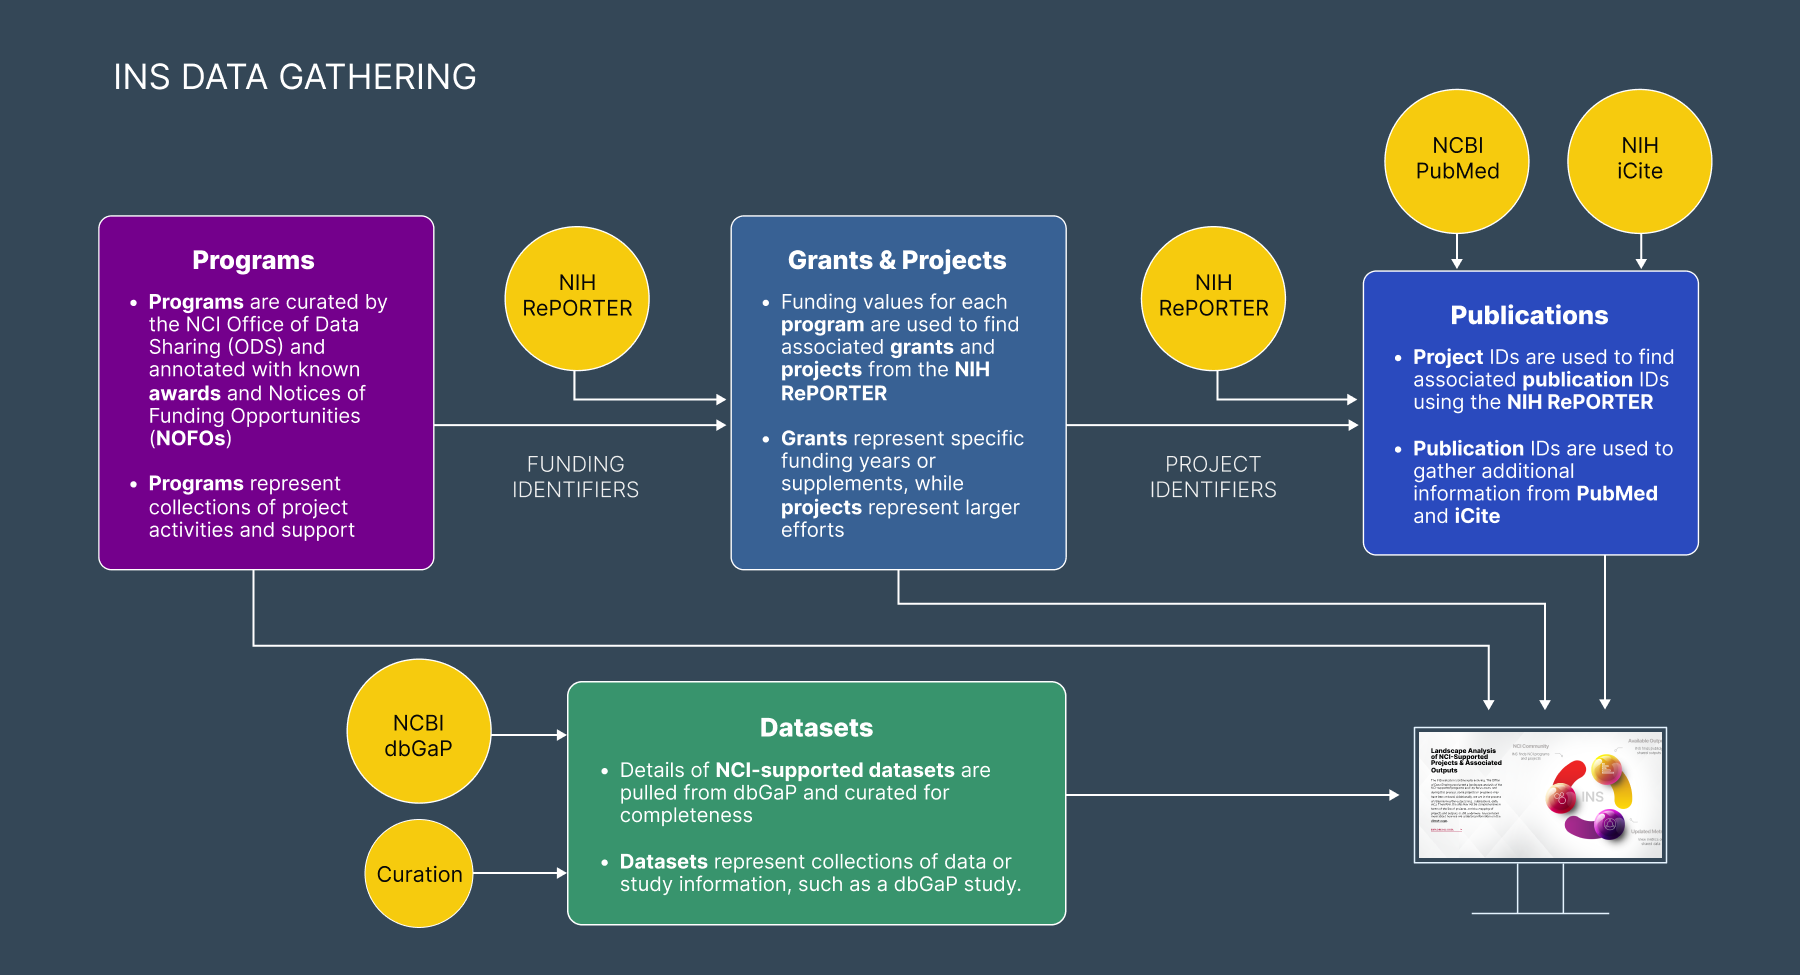 INS DATA GATHERING
NCBI
PubMed
NIH
iCite
Programs
• Programs are curated by
the NCI Office of Data
Sharing (ODS) and
annotated with known
awards and Notices of
Funding Opportunities
(NOFOs)
• Programs represent
collections of project
activities and support
NIH
RePORTER
FUNDING
IDENTIFIERS
Grants & Projects
• Funding values for each
program are used to find
associated grants and
projects from the NIH
RePORTER
• Grants represent specific
funding years or
supplements, while
projects represent larger
efforts
NIH
RePORTER
PROJECT
IDENTIFIERS
Publications
• Project IDs are used to find
associated publication IDs
using the NIH RePORTER
• Publication IDs are used to
gather additional
information from PubMed
and iCite
NCBI
dbGaP
Curation
Datasets
• Details of NCI-supported datasets are
pulled from dbGaP and curated for
completeness
• Datasets represent collections of data or
study information, such as a dbGaP study.
Landscape Analysis
of NCI-Supported
Projects & Associated
Outputs
NCI Community
INS